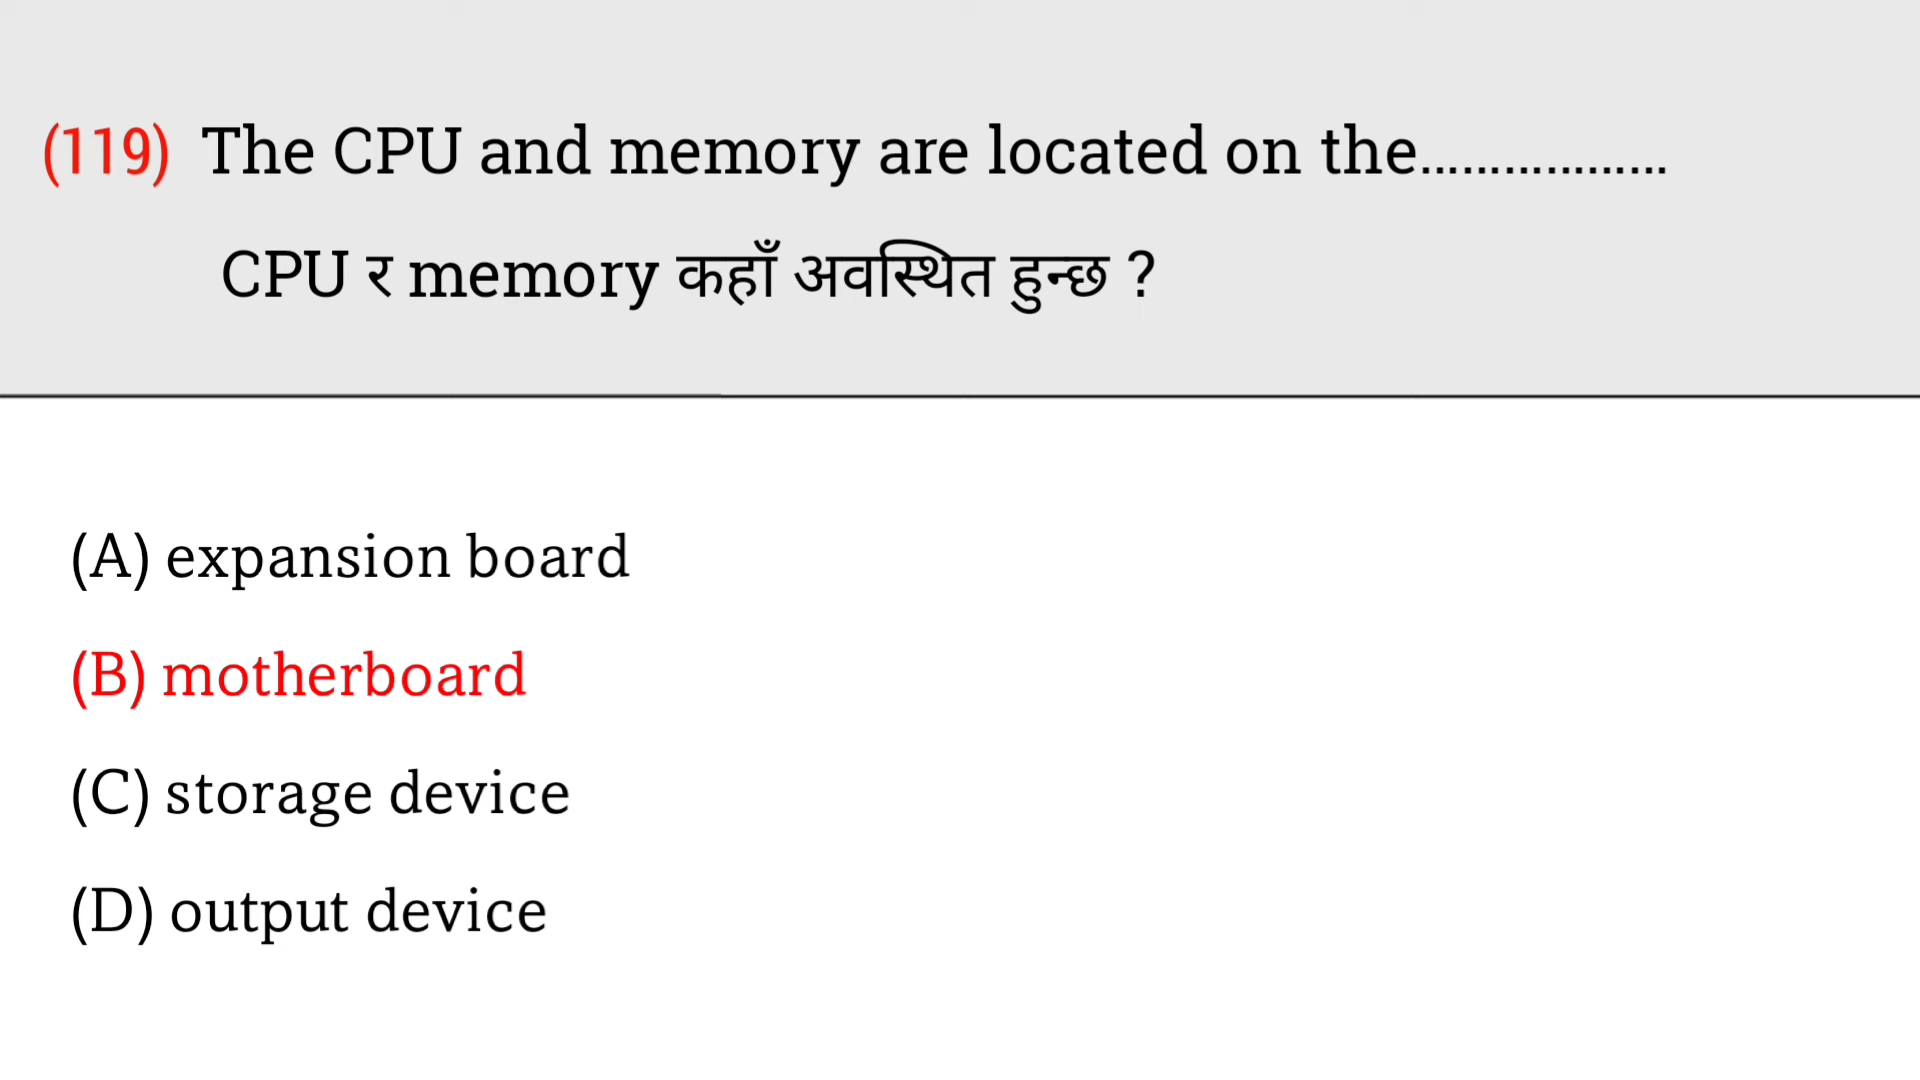 (119) The CPU and memory are located on the..................
CPU र memory कहाँ अवस्थित हुन्छ ?
(A) expansion board
(B) motherboard
(C) storage device
(D) output device